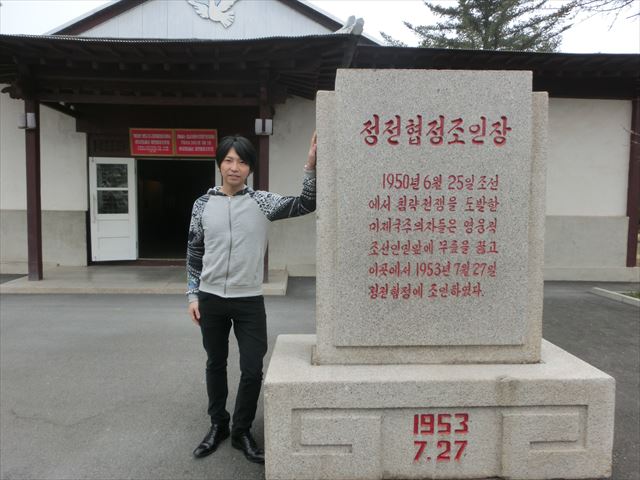 정전협정조인장
1950년 6월 25일 조선
에서 침략전쟁을 도발한
미제국주의자들은 영웅적
조선인민앞에 무릎을 꿇고
이곳에서 1953년 7월 27일
정전협정에 조인하였다.
1953
7.27